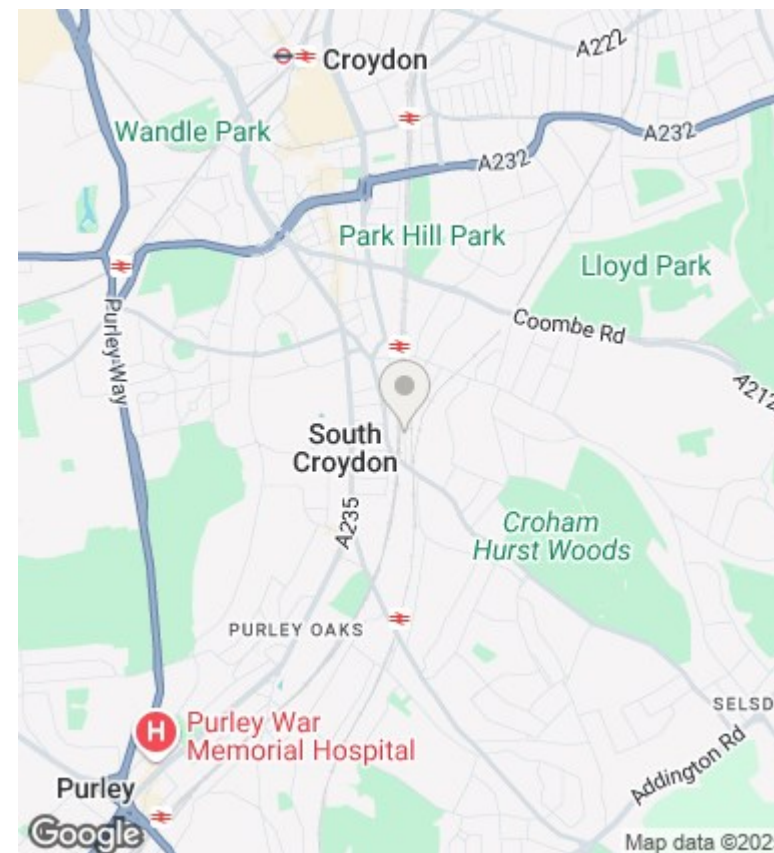 A222
Croydon
Wandle Park
A232
A232
Park Hill Park
Lloyd Park
Coombe Rd
Purley Way
A212
South
Croydon
A235
Croham
Hurst Woods
PURLEY OAKS
SELSD
H
Purley War
Memorial Hospital
Addington Rd
Purley
Google
Map data ©202